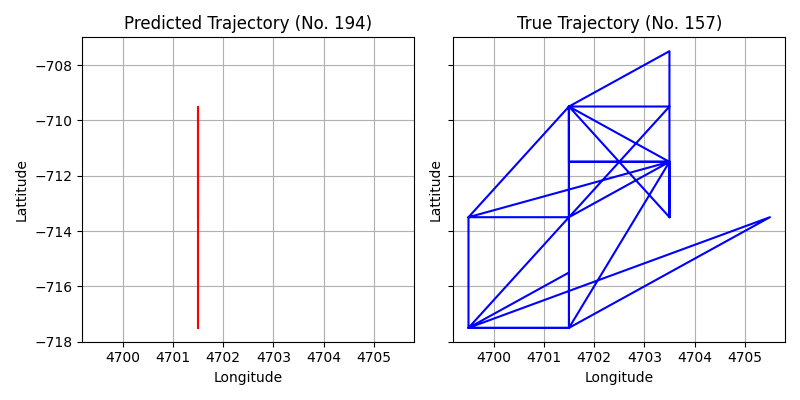 Predicted Trajectory (No. 194)
True Trajectory (No. 157)
−708
−710
−712
−714
−716
−718
Lattitude
Lattitude
4700 4701 4702 4703 4704 4705
4700 4701 4702 4703 4704 4705
Longitude
Longitude